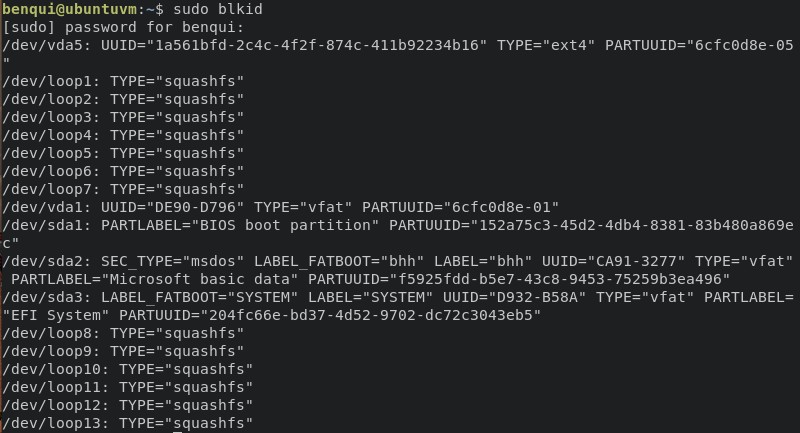 benqui@ubuntuvm:~$ sudo blkid
[sudo] password for benqui:
/dev/vda5: UUID="1a561bfd-2c4c-4f2f-874c-411b92234b16" TYPE="ext4" PARTUUID="6cfc0d8e-05
"
/dev/loop1: TYPE="squashfs"
/dev/loop2: TYPE="squashfs"
/dev/loop3: TYPE="squashfs"
/dev/loop4: TYPE="squashfs"
/dev/loop5: TYPE="squashfs"
/dev/loop6: TYPE="squashfs"
/dev/loop7: TYPE="squashfs"
/dev/vda1: UUID="DE90-D796" TYPE="vfat" PARTUUID="6cfc0d8e-01"
/dev/sda1: PARTLABEL="BIOS boot partition" PARTUUID="152a75c3-45d2-4db4-8381-83b480a869e
c"
/dev/sda2: SEC_TYPE="msdos" LABEL_FATBOOT="bhh" LABEL="bhh" UUID="CA91-3277" TYPE="vfat"
 PARTLABEL="Microsoft basic data" PARTUUID="f5925fdd-b5e7-43c8-9453-75259b3ea496"
/dev/sda3: LABEL_FATBOOT="SYSTEM" LABEL="SYSTEM" UUID="D932-B58A" TYPE="vfat" PARTLABEL=
"EFI System" PARTUUID="204fc66e-bd37-4d52-9702-dc72c3043eb5"
/dev/loop8: TYPE="squashfs"
/dev/loop9: TYPE="squashfs"
/dev/loop10: TYPE="squashfs"
/dev/loop11: TYPE="squashfs"
/dev/loop12: TYPE="squashfs"
/dev/loop13: TYPE="squashfs"